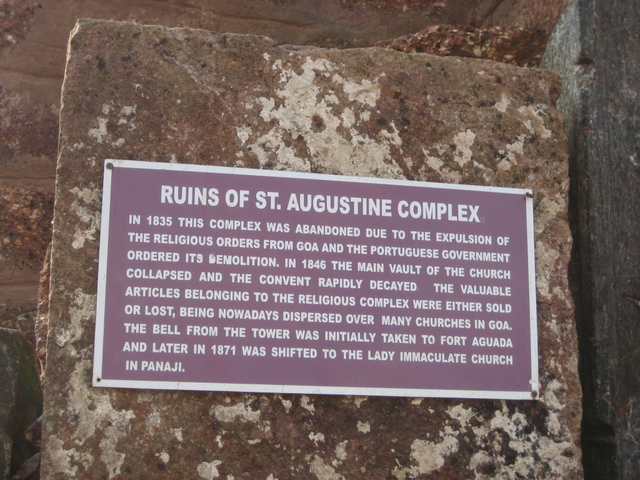 RUINS OF ST. AUGUSTINE COMPLEX
IN 1835 THIS COMPLEX WAS ABANDONED DUE TO THE EXPULSION OF
THE RELIGIOUS ORDERS FROM GOA AND THE PORTUGUESE GOVERNMENT
ORDERED ITS DEMOLITION. IN 1846 THE MAIN VAULT OF THE CHURCH
COLLAPSED AND THE CONVENT RAPIDLY DECAYED THE VALUABLE
ARTICLES BELONGING TO THE RELIGIOUS COMPLEX WERE EITHER SOLD
OR LOST, BEING NOWADAYS DISPERSED OVER MANY CHURCHES IN GOA.
THE BELL FROM THE TOWER WAS INITIALLY TAKEN TO FORT AGUADA
AND LATER IN 1871 WAS SHIFTED TO THE LADY IMMACULATE CHURCH
IN PANAJI.